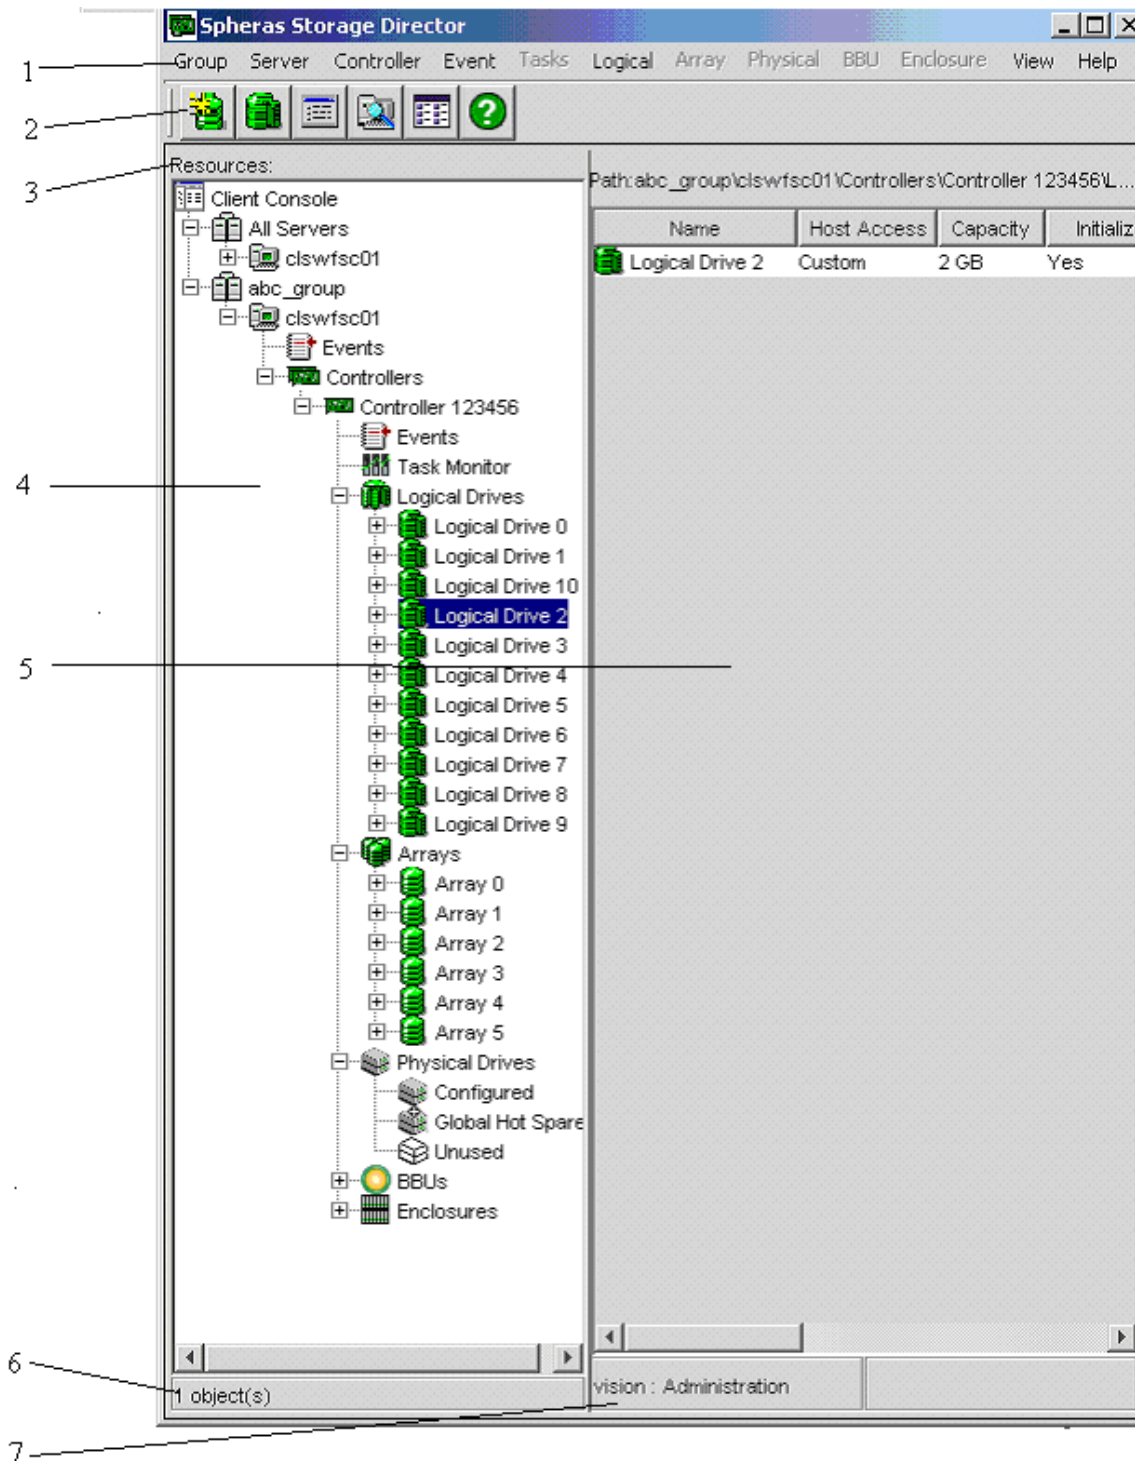 Spheras Storage Director
1
Group Server Controller Event Tasks Logical Array Physical BBU Enclosure View Help
2
3
Resources:
Path:abc_group\clswfsc01\Controllers\Controller 123456\L...
Client Console
All Servers
clswfsc01
abc_group
clswfsc01
Events
Controllers
Controller 123456
Events
Task Monitor
4
Logical Drives
Logical Drive 0
Logical Drive 1
Logical Drive 10
Logical Drive 2
Logical Drive 3
5
Logical Drive 4
Logical Drive 5
Logical Drive 6
Logical Drive 7
Logical Drive 8
Logical Drive 9
Arrays
Array 0
Array 1
Array 2
Array 3
Array 4
Array 5
Physical Drives
Configured
Global Hot Spare
Unused
BBUs
Enclosures
Name Host Access Capacity Initializ
Logical Drive 2 Custom 2 GB Yes
6
1 object(s)
vision : Administration
7